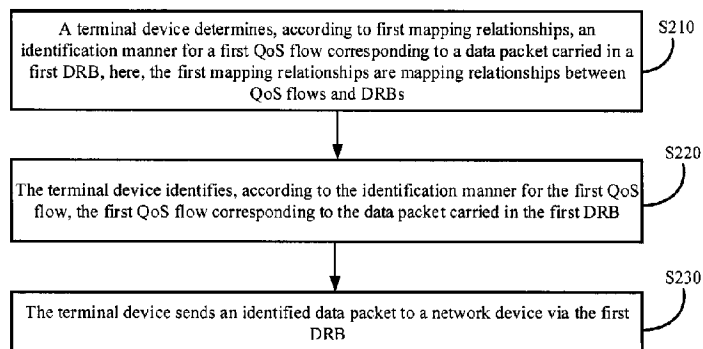 A terminal device determines, according to first mapping relationships, an
identification manner for a first QoS flow corresponding to a data packet carried in a
first DRB, here, the first mapping relationships are mapping relationships between
QoS flows and DRBs
S210
The terminal device identifies, according to the identification manner for the first QoS
flow, the first QoS flow corresponding to the data packet carried in the first DRB
S220
The terminal device sends an identified data packet to a network device via the first
DRB
S230